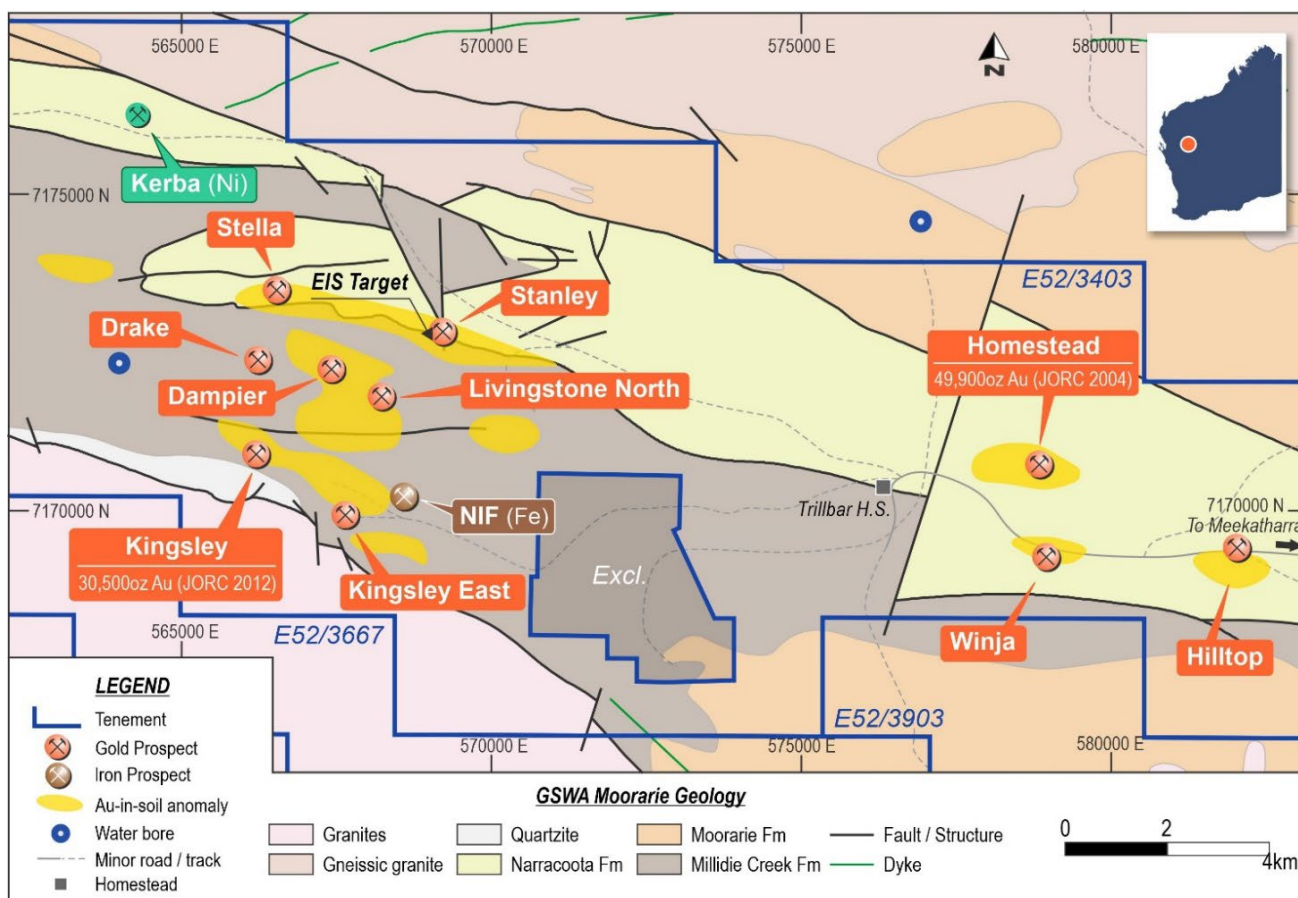 565000 E
570000 E
575000 E
580000 E
N
Kerba (Ni)
7175000 N
Stella
EIS Target
Stanley
E52/3403
Drake
Homestead
49,900oz Au (JORC 2004)
Dampier
Livingstone North
Trillbar H.S.
7170000 N
NIF (Fe)
7170000 N
To Meekatharra
Kingsley
30,500oz Au (JORC 2012)
Kingsley East
Excl.
565000 E
E52/3667
Winja
Hilltop
E52/3903
570000 E
575000 E
580000 E
LEGEND
Tenement
Gold Prospect
Iron Prospect
Au-in-soil anomaly
Water bore
Minor road / track
Homestead
GSWA Moorarie Geology
Granites
Gneissic granite
Quartzite
Narracoota Fm
Moorarie Fm
Millidie Creek Fm
Fault / Structure
Dyke
0
2
4km